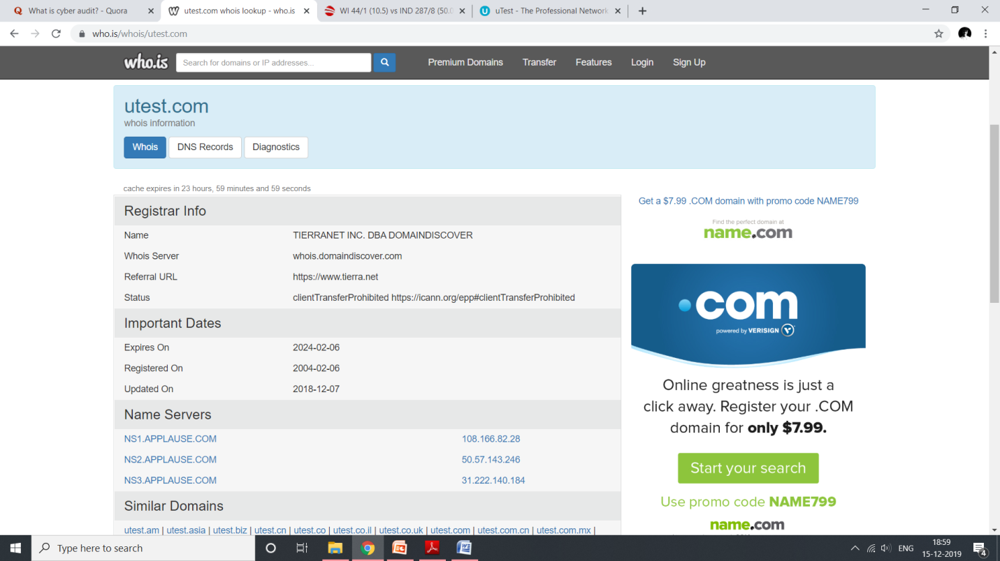 What is cyber audit? - Quora
utest.com whois lookup - who.is
WI 44/1 (10.5) vs IND 287/8 (50.0
uTest - The Professional Network
who.is/whois/utest.com
who.is
Search for domains or IP addresses...
Premium Domains
Transfer
Features
Login
Sign Up
utest.com
whois information
Whois
DNS Records
Diagnostics
cache expires in 23 hours, 59 minutes and 59 seconds
Registrar Info
Name TIERRANET INC. DBA DOMAINDISCOVER
Whois Server whois.domaindiscover.com
Referral URL https://www.tierra.net
Status clientTransferProhibited https://icann.org/epp#clientTransferProhibited
Important Dates
Expires On 2024-02-06
Registered On 2004-02-06
Updated On 2018-12-07
Name Servers
NS1.APPLAUSE.COM 108.166.82.28
NS2.APPLAUSE.COM 50.57.143.246
NS3.APPLAUSE.COM 31.222.140.184
Similar Domains
utest.am | utest.asia | utest.biz | utest.cn | utest.co | utest.co.il | utest.co.uk | utest.com | utest.com.cn | utest.com.mx |
Get a $7.99 .COM domain with promo code NAME799
Find the perfect domain at
name.com
.com
powered by VERISIGN
Online greatness is just a
click away. Register your .COM
domain for only $7.99.
Start your search
Use promo code NAME799
name.com
Type here to search
ENG
18:59
15-12-2019
4